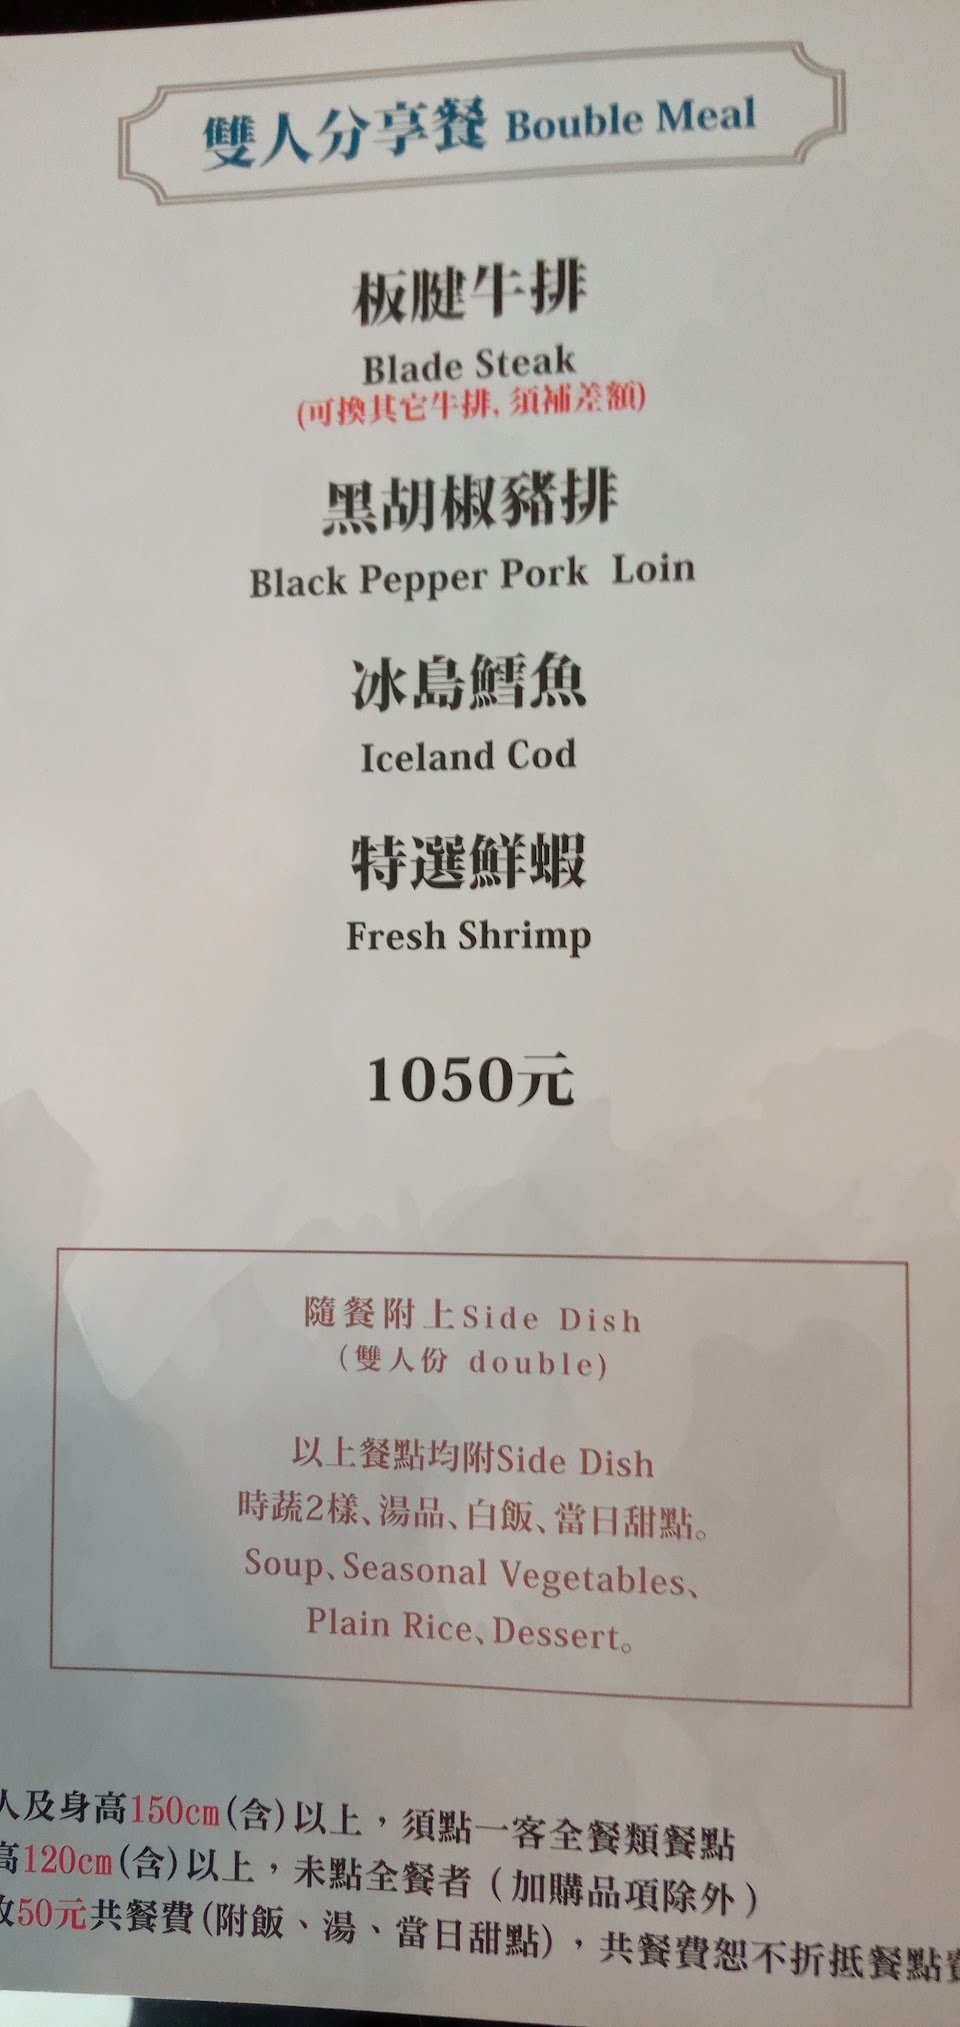 雙人分享餐 Bouble Meal
板腱牛排
Blade Steak
(可換其它牛排, 須補差額)
黑胡椒豬排
Black Pepper Pork Loin
冰島鱈魚
Iceland Cod
特選鮮蝦
Fresh Shrimp
1050元
隨餐附上Side Dish
(雙人份 double)
以上餐點均附Side Dish
時蔬2樣、湯品、白飯、當日甜點。
Soup、Seasonal Vegetables、
Plain Rice、Dessert。
人及身高150cm(含)以上，須點一客全餐類餐點
高120cm(含)以上，未點全餐者（加購品項除外）
收50元共餐費(附飯、湯、當日甜點)，共餐費恕不折抵餐點費